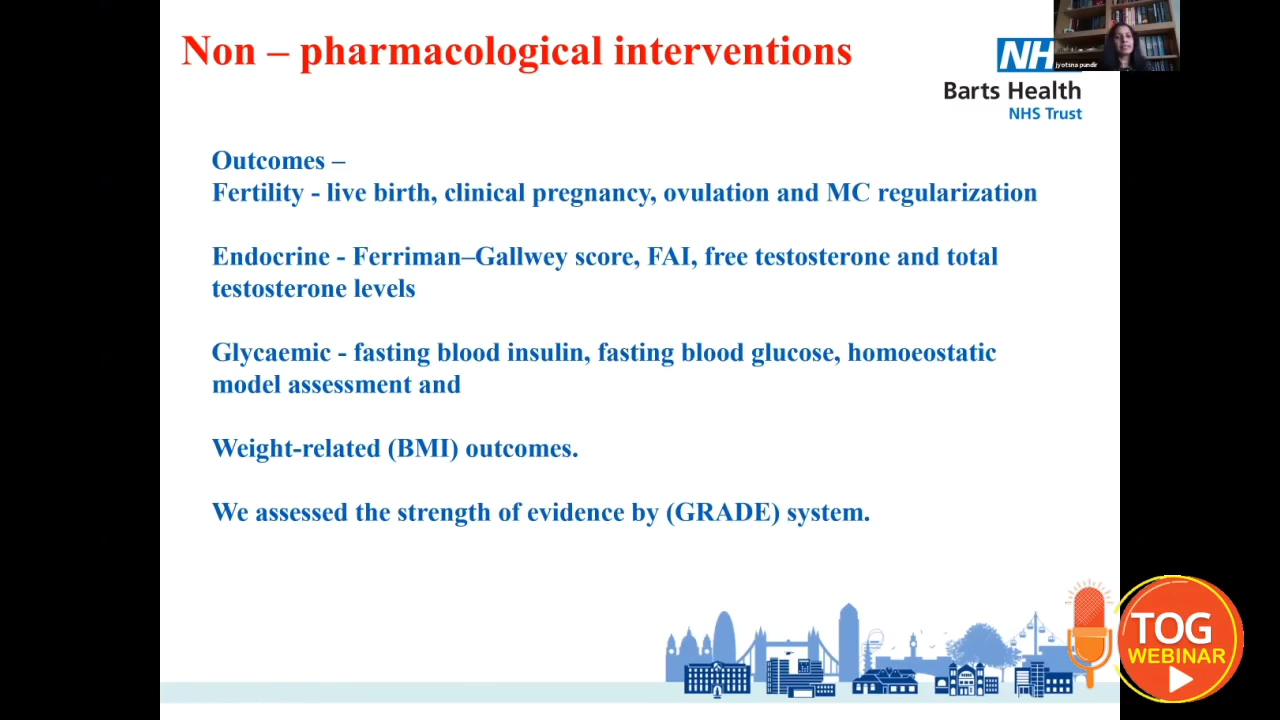 Non – pharmacological interventions
NH
jyotsna pundir
Barts Health
NHS Trust
Outcomes –
Fertility - live birth, clinical pregnancy, ovulation and MC regularization
Endocrine - Ferriman–Gallwey score, FAI, free testosterone and total
testosterone levels
Glycaemic - fasting blood insulin, fasting blood glucose, homoeostatic
model assessment and
Weight-related (BMI) outcomes.
We assessed the strength of evidence by (GRADE) system.
TOG
WEBINAR